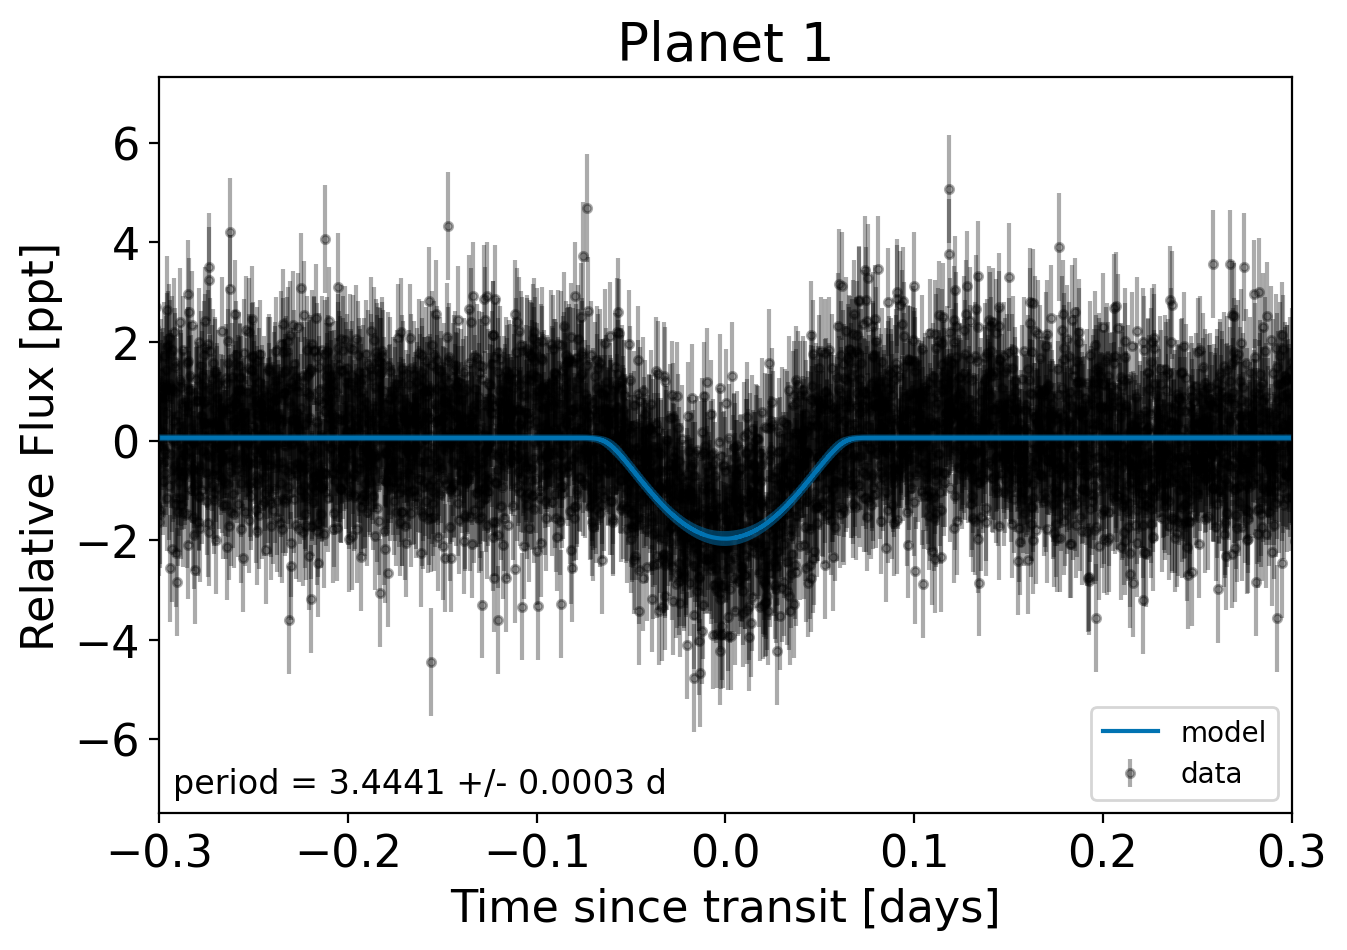 Planet 1
Relative Flux [ppt]
6
4
2
0
−2
−4
−6
period = 3.4441 +/- 0.0003 d
model
data
−0.3 −0.2 −0.1 0.0 0.1 0.2 0.3
Time since transit [days]